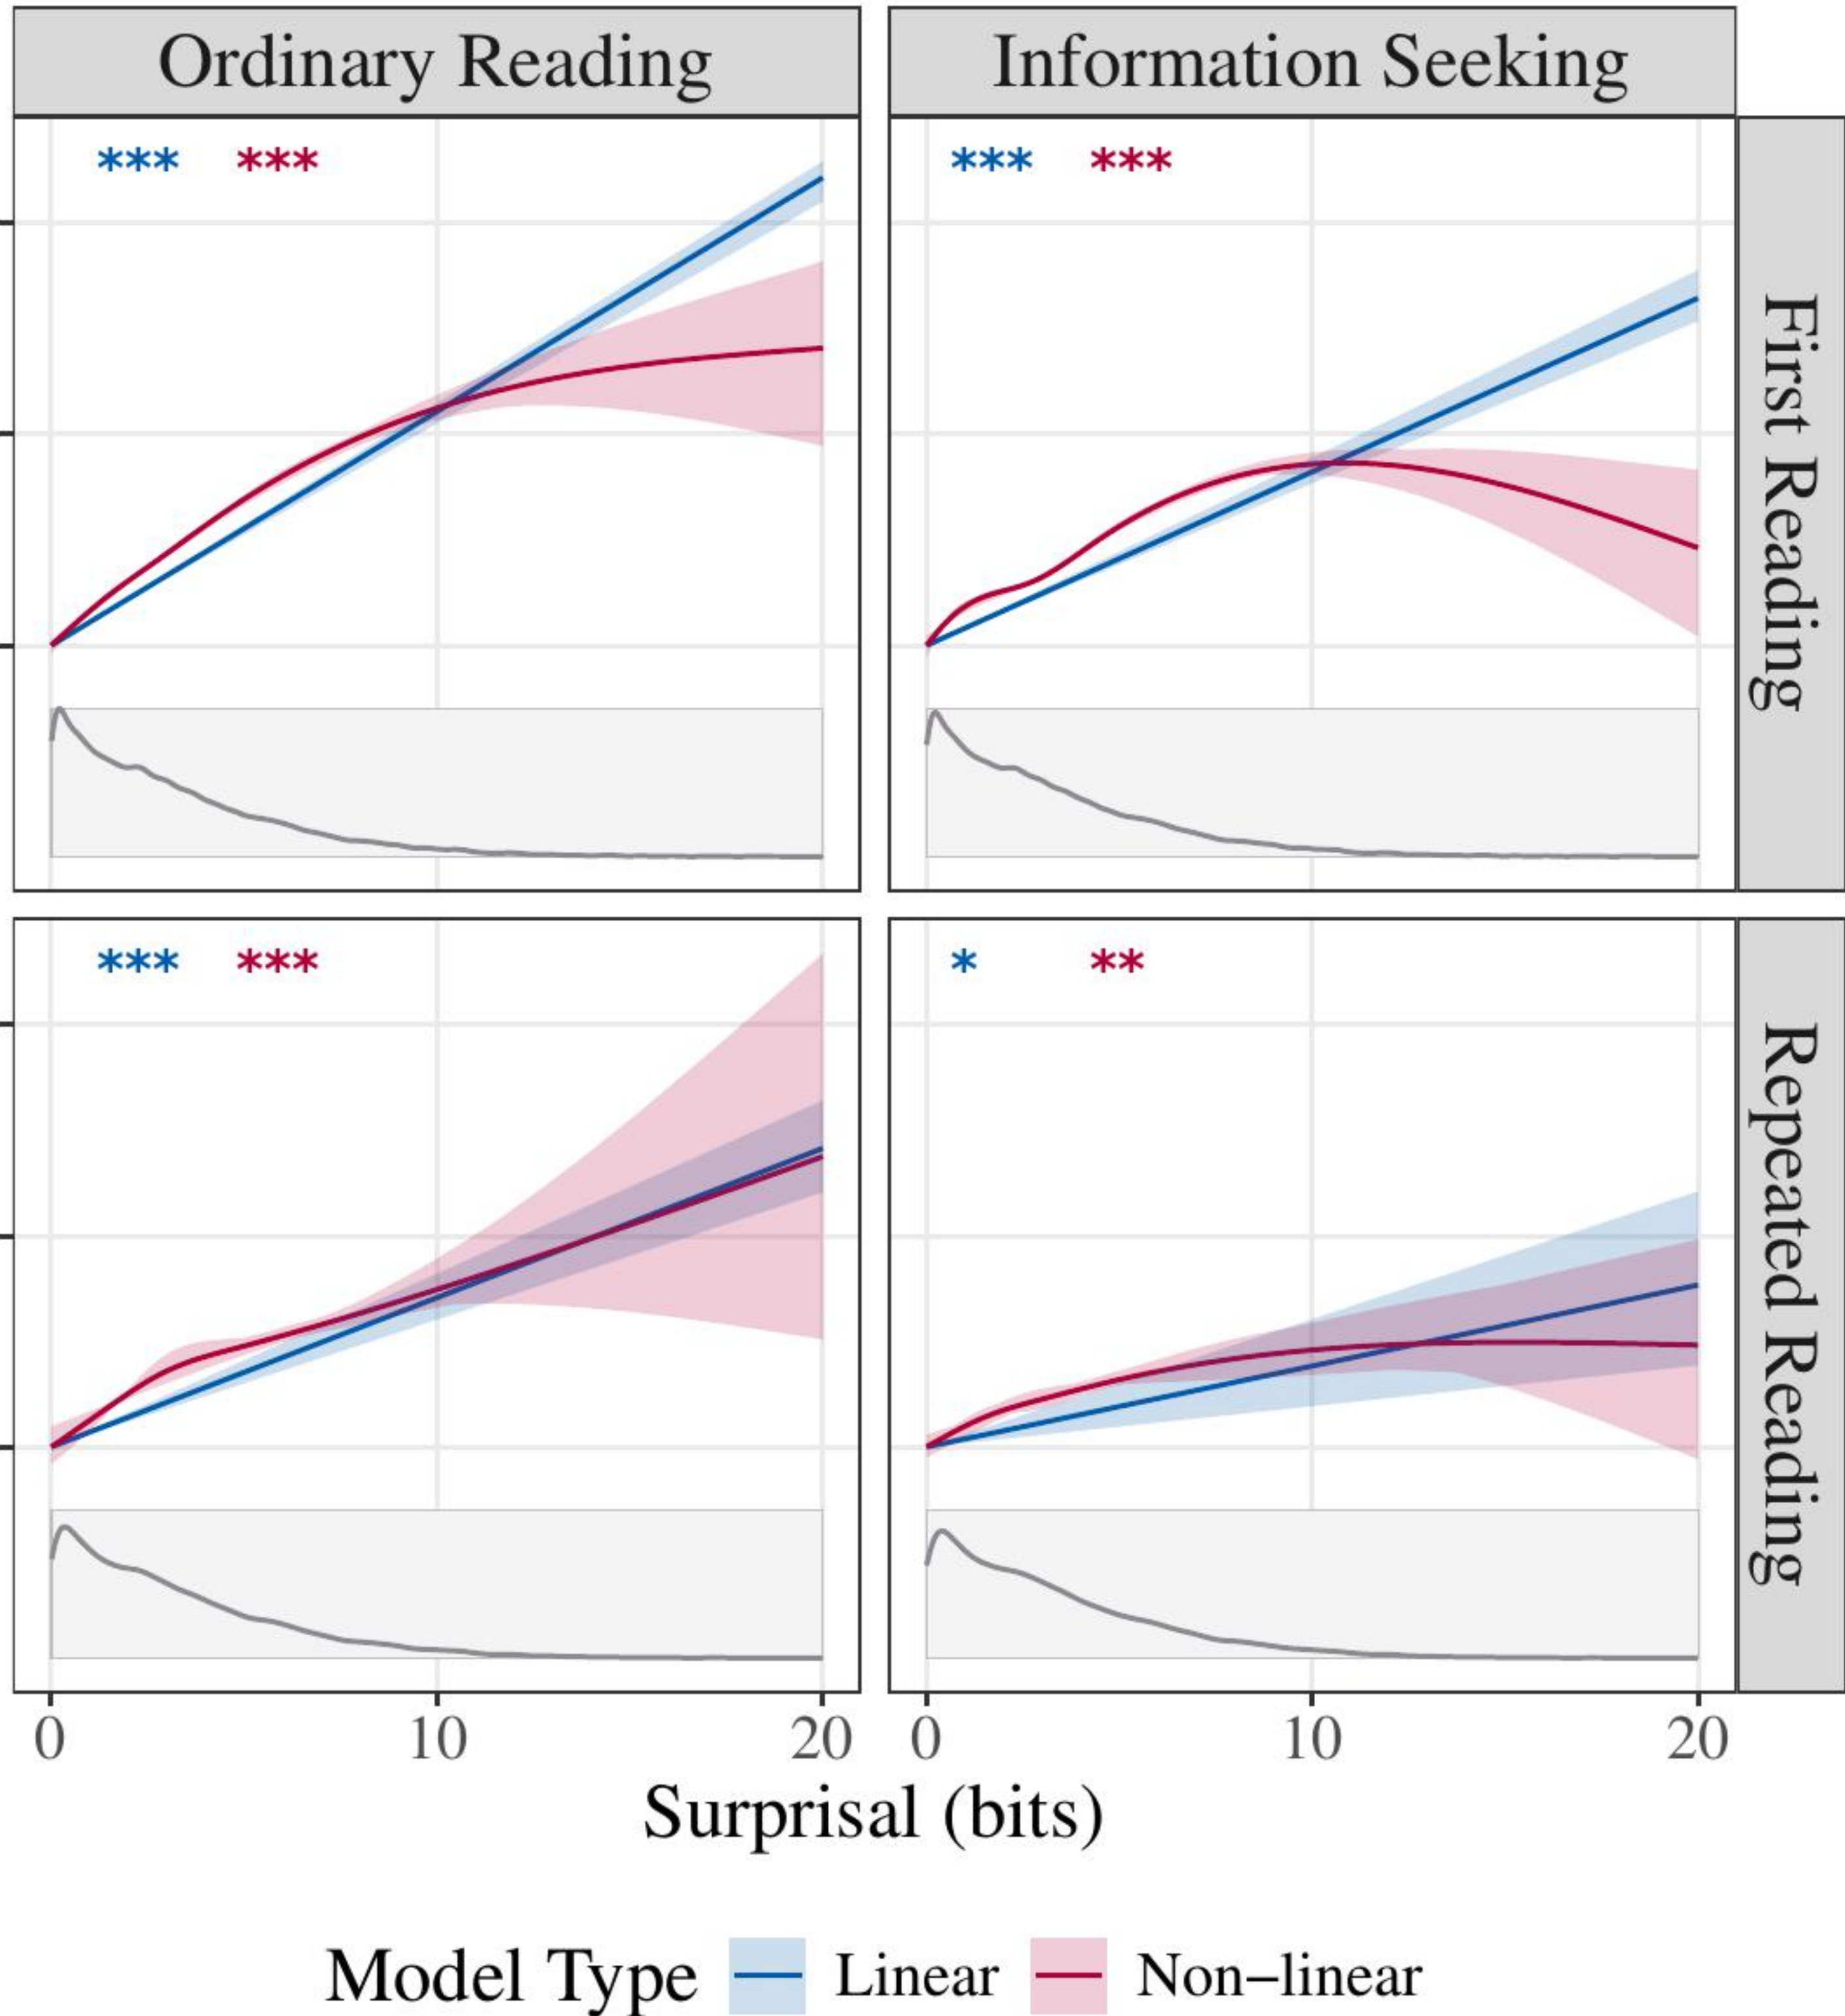 Ordinary Reading
Information Seeking
*** ***
*** ***
First Reading
*** ***
* **
Repeated Reading
0 10 20
0 10 20
Surprisal (bits)
Model Type Linear Non−linear